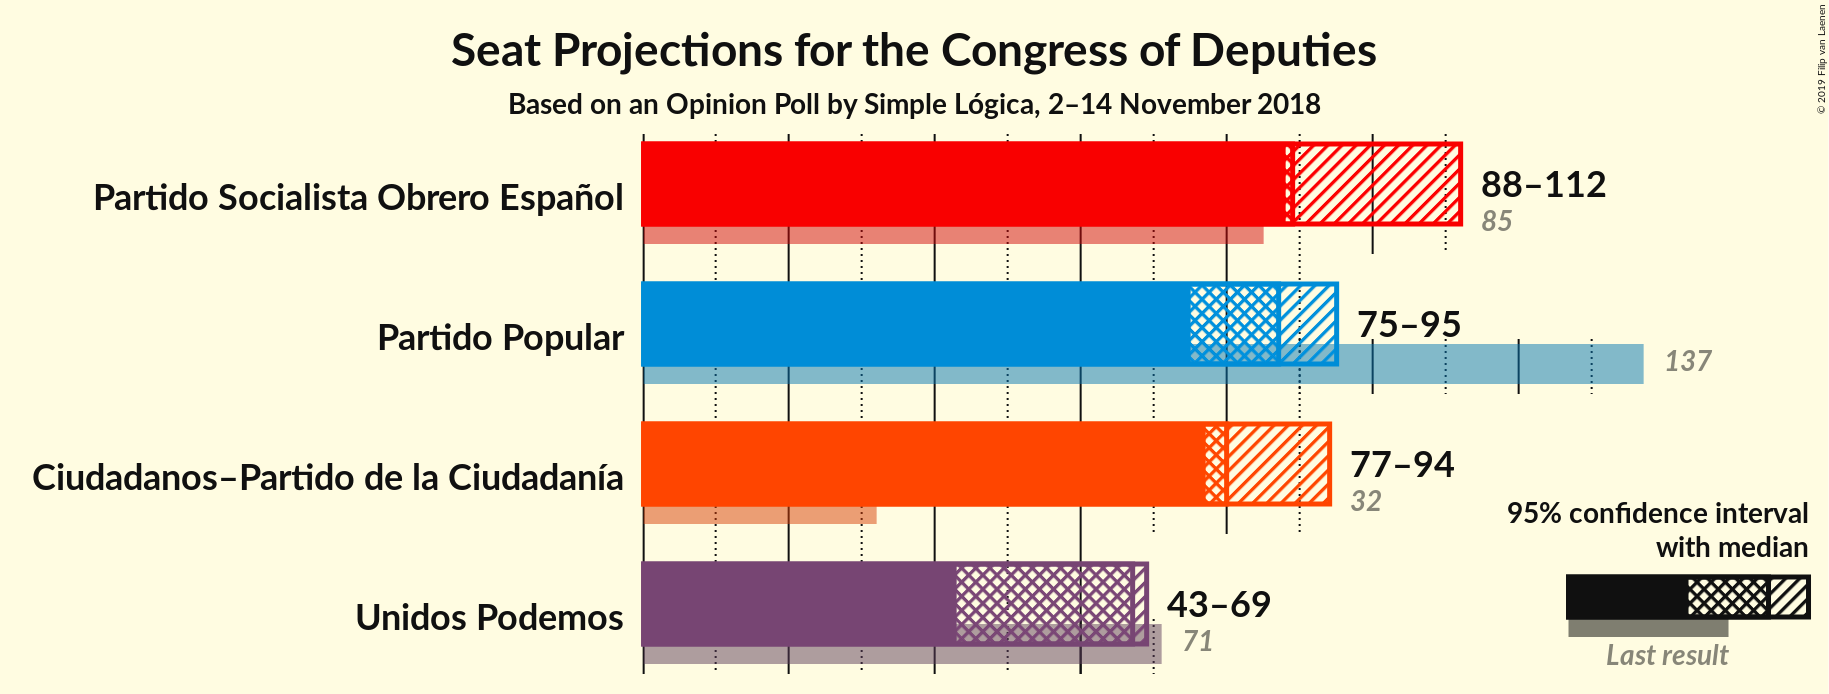 Seat Projections for the Congress of Deputies
Based on an Opinion Poll by Simple Lógica, 2–14 November 2018
© 2019 Filip van Laenen
Partido Socialista Obrero Español
88–112
85
Partido Popular
75–95
137
Ciudadanos–Partido de la Ciudadanía
77–94
32
Unidos Podemos
43–69
71
95% confidence interval
with median
Last result